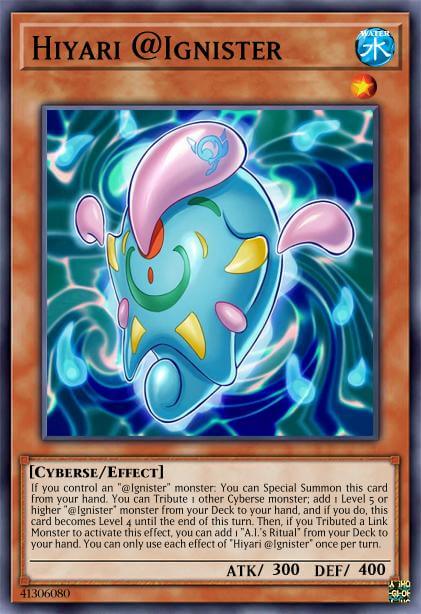 Hiyari @Ignister
WATER
水
[Cyberse/Effect]
If you control an "@Ignister" monster: You can Special Summon this card
from your hand. You can Tribute 1 other Cyberse monster; add 1 Level 5 or
higher "@Ignister" monster from your Deck to your hand, and if you do, this
card becomes Level 4 until the end of this turn. Then, if you Tributed a Link
Monster to activate this effect, you can add 1 "A.I.'s Ritual" from your Deck to
your hand. You can only use each effect of "Hiyari @Ignister" once per turn.
ATK/ 300 DEF/ 400
41306080